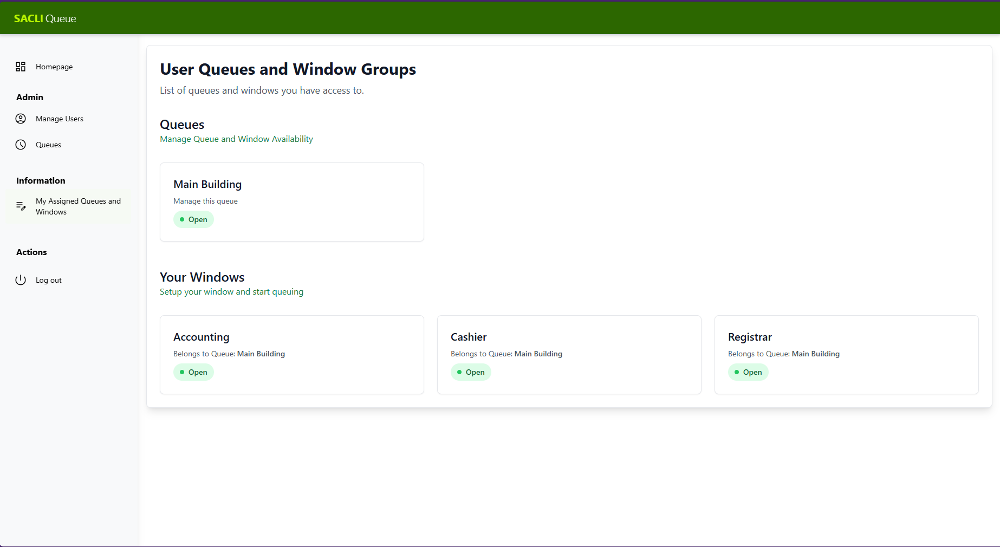 SACLI Queue
Homepage
Admin
Manage Users
Queues
Information
My Assigned Queues and
Windows
Actions
Log out
User Queues and Window Groups
List of queues and windows you have access to.
Queues
Manage Queue and Window Availability
Main Building
Manage this queue
Open
Your Windows
Setup your window and start queuing
Accounting
Belongs to Queue: Main Building
Open
Cashier
Belongs to Queue: Main Building
Open
Registrar
Belongs to Queue: Main Building
Open